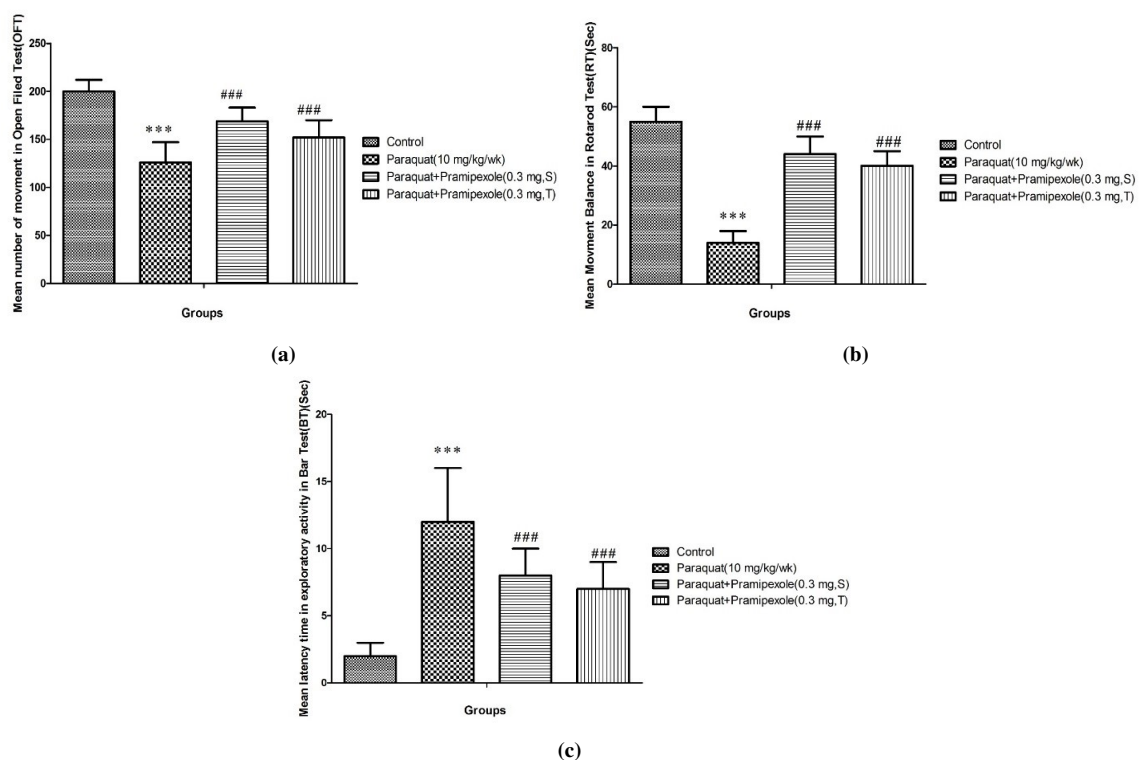 Mean number of movement in Open Filed Test(OFT)
250
200
150
100
50
0
***
###
###
Groups
Control
Paraquat(10 mg/kg/wk)
Paraquat+Pramipexole(0.3 mg,S)
Paraquat+Pramipexole(0.3 mg,T)
(a)
Mean Movment Balance in Rotarod Test(RT)(Sec)
80
60
40
20
0
***
###
###
Groups
Control
Paraquat(10 mg/kg/wk)
Paraquat+Pramipexole(0.3 mg,S)
Paraquat+Pramipexole(0.3 mg,T)
(b)
Mean latency time in exploratory activity in Bar Test(BT)(Sec)
20
15
10
5
0
***
###
###
Groups
Control
Paraquat(10 mg/kg/wk)
Paraquat+Pramipexole(0.3 mg,S)
Paraquat+Pramipexole(0.3 mg,T)
(c)